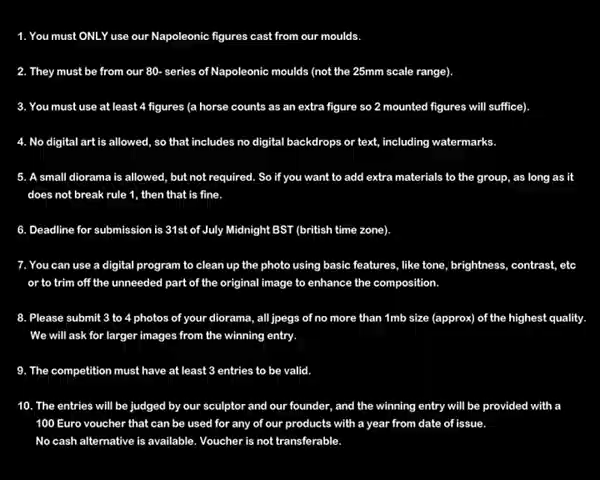 1. You must ONLY use our Napoleonic figures cast from our moulds.
2. They must be from our 80- series of Napoleonic moulds (not the 25mm scale range).
3. You must use at least 4 figures (a horse counts as an extra figure so 2 mounted figures will suffice).
4. No digital art is allowed, so that includes no digital backdrops or text, including watermarks.
5. A small diorama is allowed, but not required. So if you want to add extra materials to the group, as long as it
does not break rule 1, then that is fine.
6. Deadline for submission is 31st of July Midnight BST (british time zone).
7. You can use a digital program to clean up the photo using basic features, like tone, brightness, contrast, etc
or to trim off the unneeded part of the original image to enhance the composition.
8. Please submit 3 to 4 photos of your diorama, all jpegs of no more than 1mb size (approx) of the highest quality.
We will ask for larger images from the winning entry.
9. The competition must have at least 3 entries to be valid.
10. The entries will be judged by our sculptor and our founder, and the winning entry will be provided with a
100 Euro voucher that can be used for any of our products with a year from date of issue.
No cash alternative is available. Voucher is not transferable.